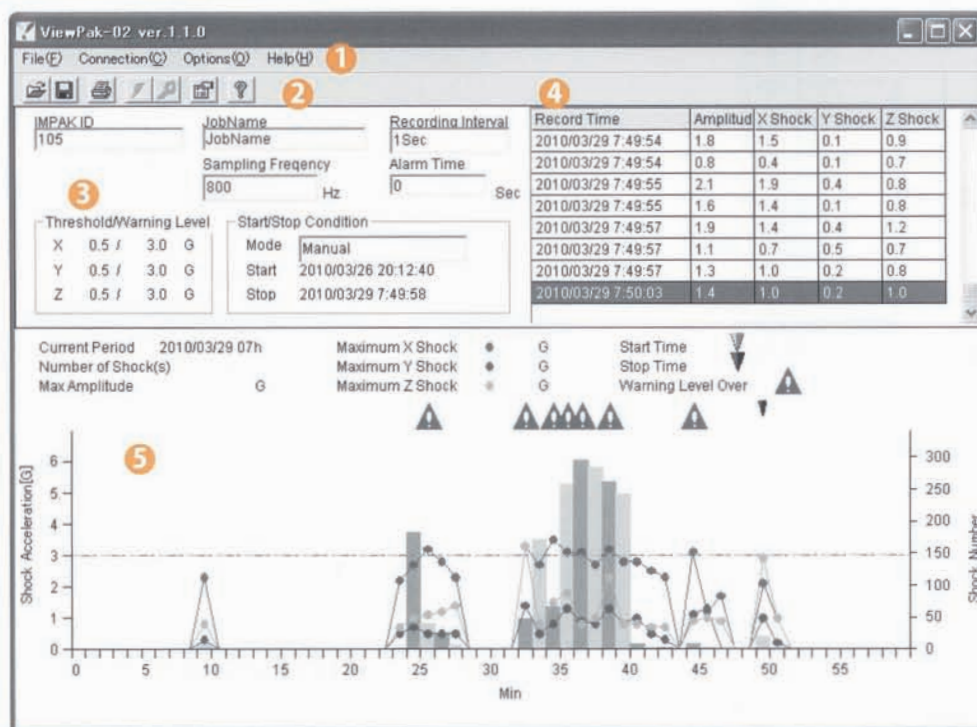 ViewPak-02 ver.1.1.0
File(F) Connection(C) Options(O) Help(H) 1
2
IMPAK ID JobName Recording Interval
105 JobName 1Sec
Sampling Freqency Alarm Time
800 Hz 0 Sec
3
Threshold/Warning Level
X 0.5 / 3.0 G
Y 0.5 / 3.0 G
Z 0.5 / 3.0 G
Start/Stop Condition
Mode Manual
Start 2010/03/26 20:12:40
Stop 2010/03/29 7:49:58
4
Record Time Amplitud X Shock Y Shock Z Shock
2010/03/29 7:49:54 1.8 1.5 0.1 0.9
2010/03/29 7:49:54 0.8 0.4 0.1 0.7
2010/03/29 7:49:55 2.1 1.9 0.4 0.8
2010/03/29 7:49:55 1.6 1.4 0.1 0.8
2010/03/29 7:49:57 1.9 1.4 0.4 1.2
2010/03/29 7:49:57 1.1 0.7 0.5 0.7
2010/03/29 7:49:57 1.3 1.0 0.2 0.8
2010/03/29 7:50:03 1.4 1.0 0.2 1.0
Current Period 2010/03/29 07h Maximum X Shock G Start Time
Number of Shock(s) Maximum Y Shock G Stop Time
Max Amplitude G Maximum Z Shock G Warning Level Over
5
Shock Acceleration[G]
6
5
4
3
2
1
0
300
250
200
150
100
50
0
Shock Number
0 5 10 15 20 25 30 35 40 45 50 55
Min